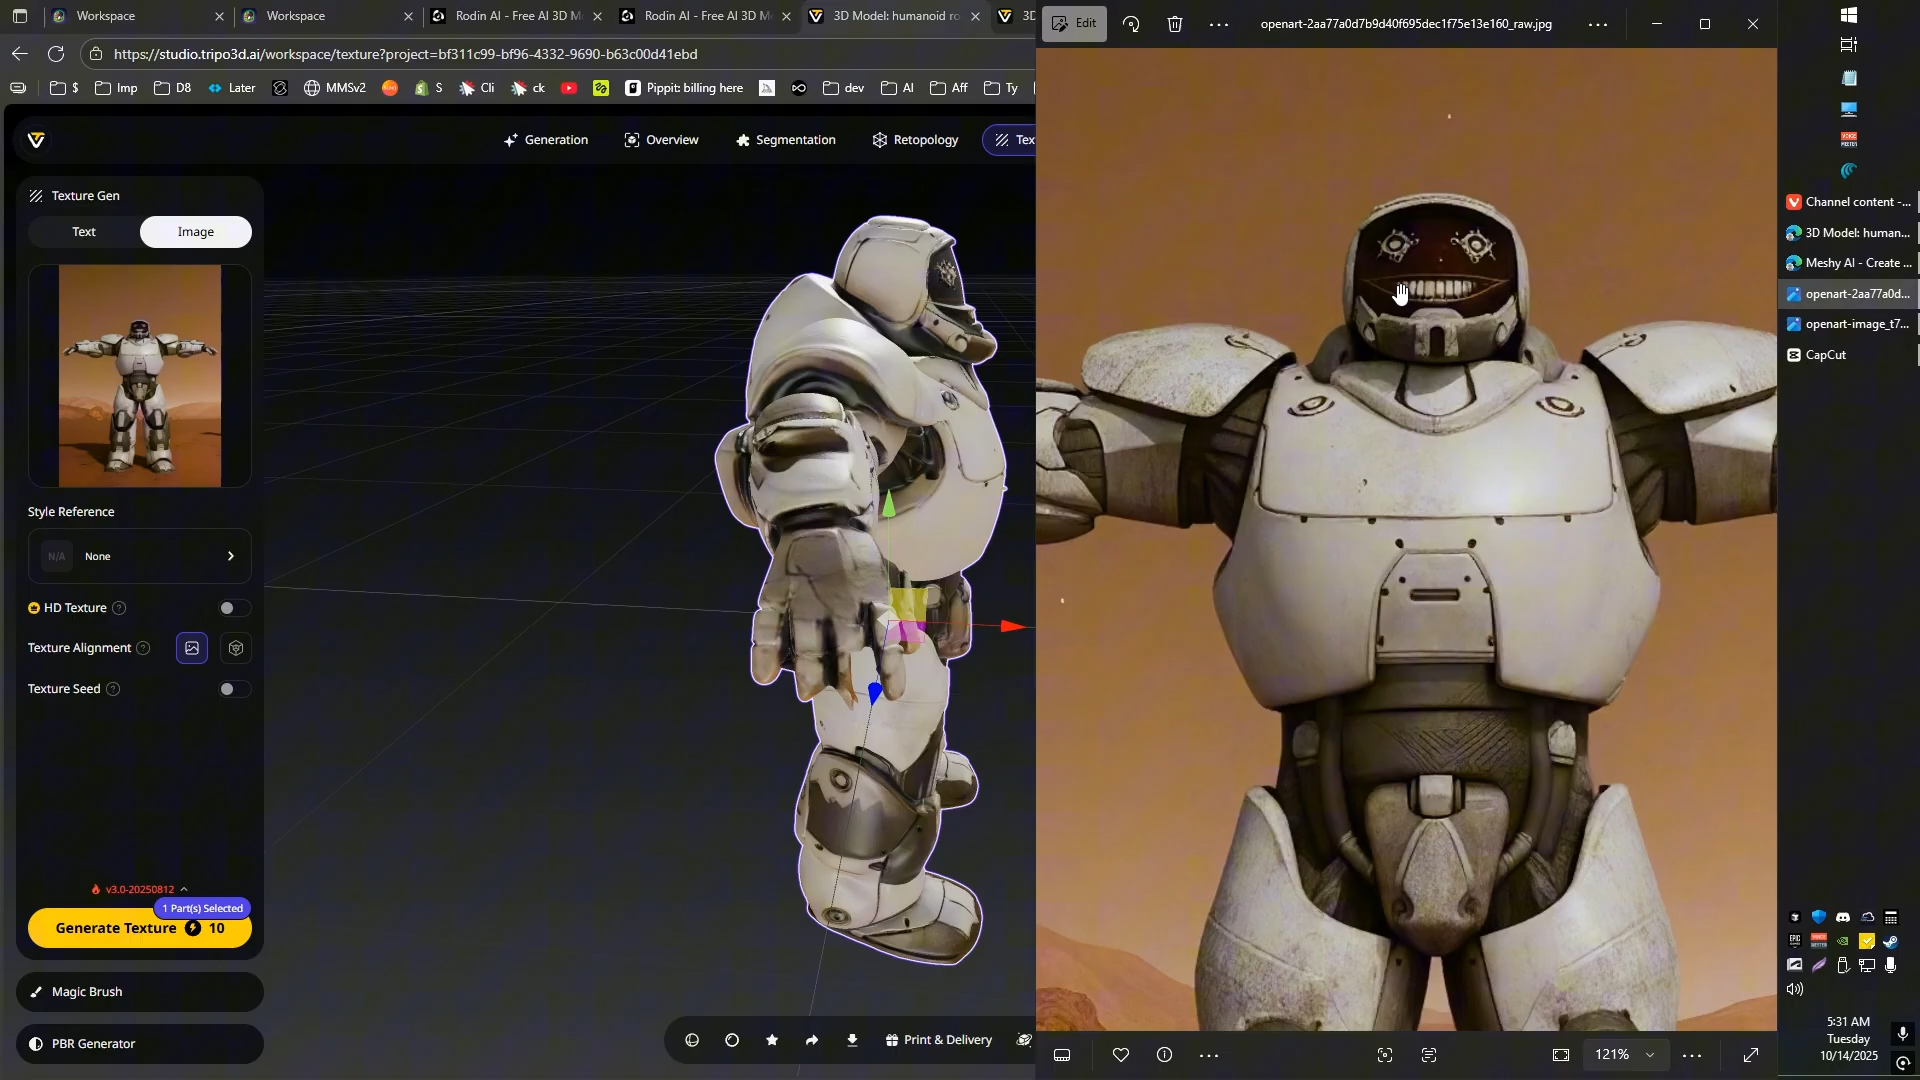 Workspace
Workspace
Rodin AI - Free AI 3D M
Rodin AI - Free AI 3D M
3D Model: humanoid ro
3D
https://studio.tripo3d.ai/workspace/texture?project=bf311c99-bf96-4332-9690-b63c00d41ebd
$
Imp
D8
Later
MMSv2
S
Cli
ck
Pippit: billing here
dev
AI
Aff
Ty
Generation
Overview
Segmentation
Retopology
Tex
Texture Gen
Text
Image
Style Reference
N/A
None
HD Texture
Texture Alignment
Texture Seed
v3.0-20250812
1 Part(s) Selected
Generate Texture 10
Magic Brush
PBR Generator
Print & Delivery
Edit
openart-2aa77a0d7b9d40f695dec1f75e13e160_raw.jpg
121%
Channel content -...
3D Model: human...
Meshy AI - Create ...
openart-2aa77a0d...
openart-image_t7...
CapCut
5:31 AM
Tuesday
10/14/2025